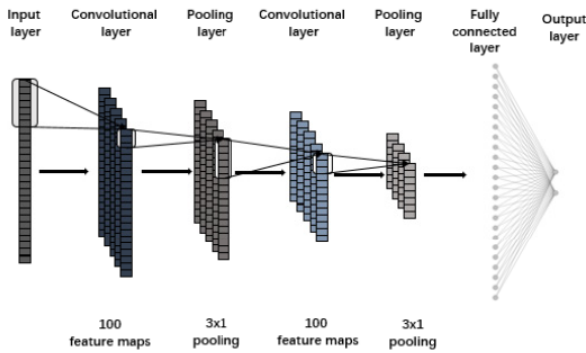 Input
layer
Convolutional
layer
Pooling
layer
Convolutional
layer
Pooling
layer
Fully
connected
layer
Output
layer
100
feature maps
3x1
pooling
100
feature maps
3x1
pooling